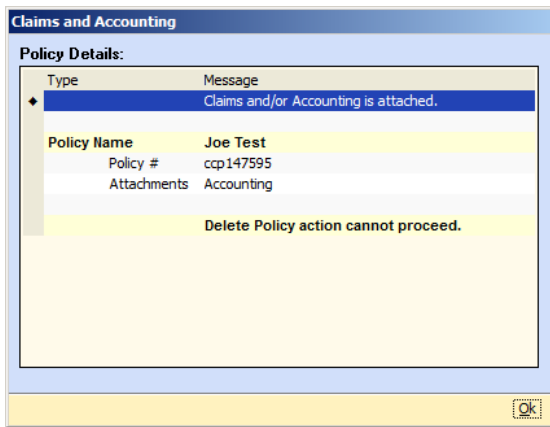 Claims and Accounting
Policy Details:
Type Message
Claims and/or Accounting is attached.
Policy Name Joe Test
Policy # ccp147595
Attachments Accounting
Delete Policy action cannot proceed.
Ok